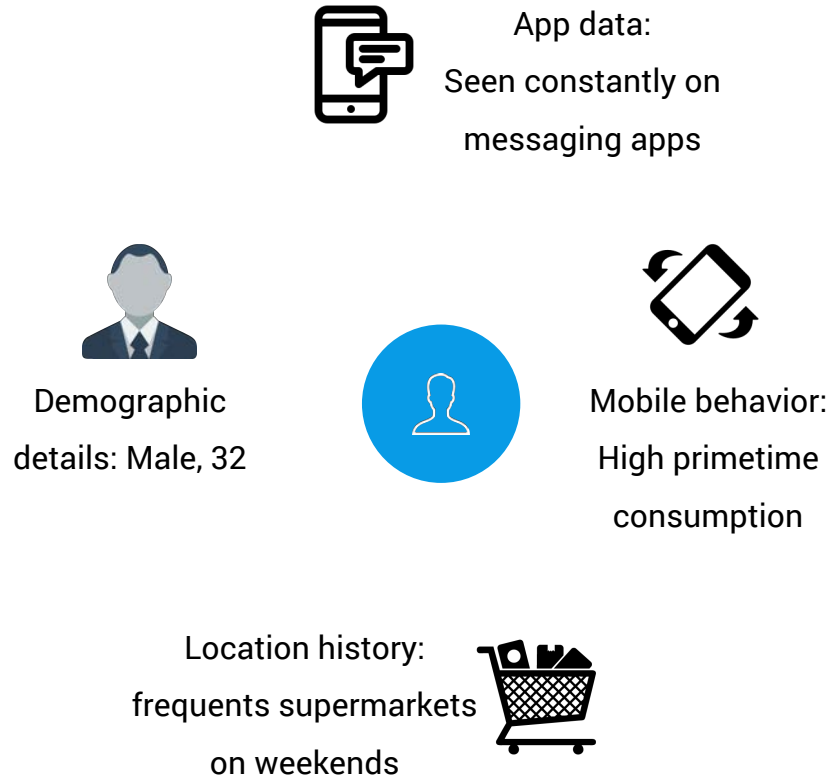 App data:
Seen constantly on
messaging apps
Demographic
details: Male, 32
Mobile behavior:
High primetime
consumption
Location history:
frequents supermarkets
on weekends